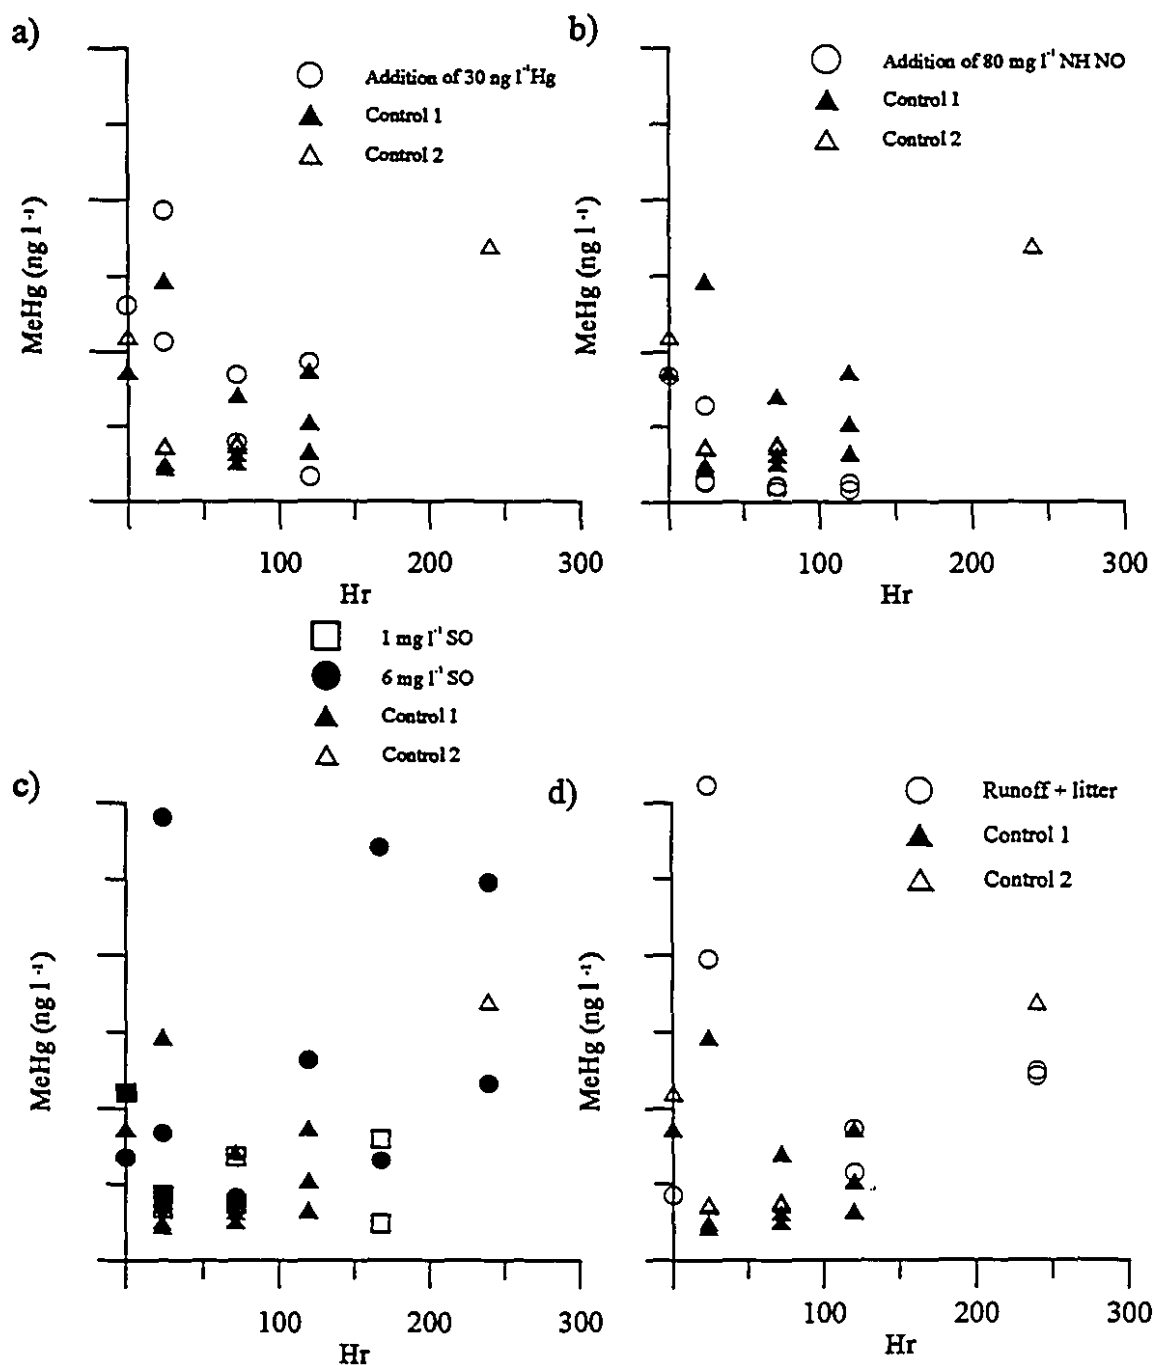 a)
Addition of 30 ng l⁻¹Hg
Control 1
Control 2
MeHg (ng l⁻¹)
100 200 300
Hr
b)
Addition of 80 mg l⁻¹ NH NO
Control 1
Control 2
MeHg (ng l⁻¹)
100 200 300
Hr
1 mg l⁻¹ SO
6 mg l⁻¹ SO
Control 1
Control 2
c)
MeHg (ng l⁻¹)
100 200 300
Hr
d)
Runoff + litter
Control 1
Control 2
MeHg (ng l⁻¹)
100 200 300
Hr